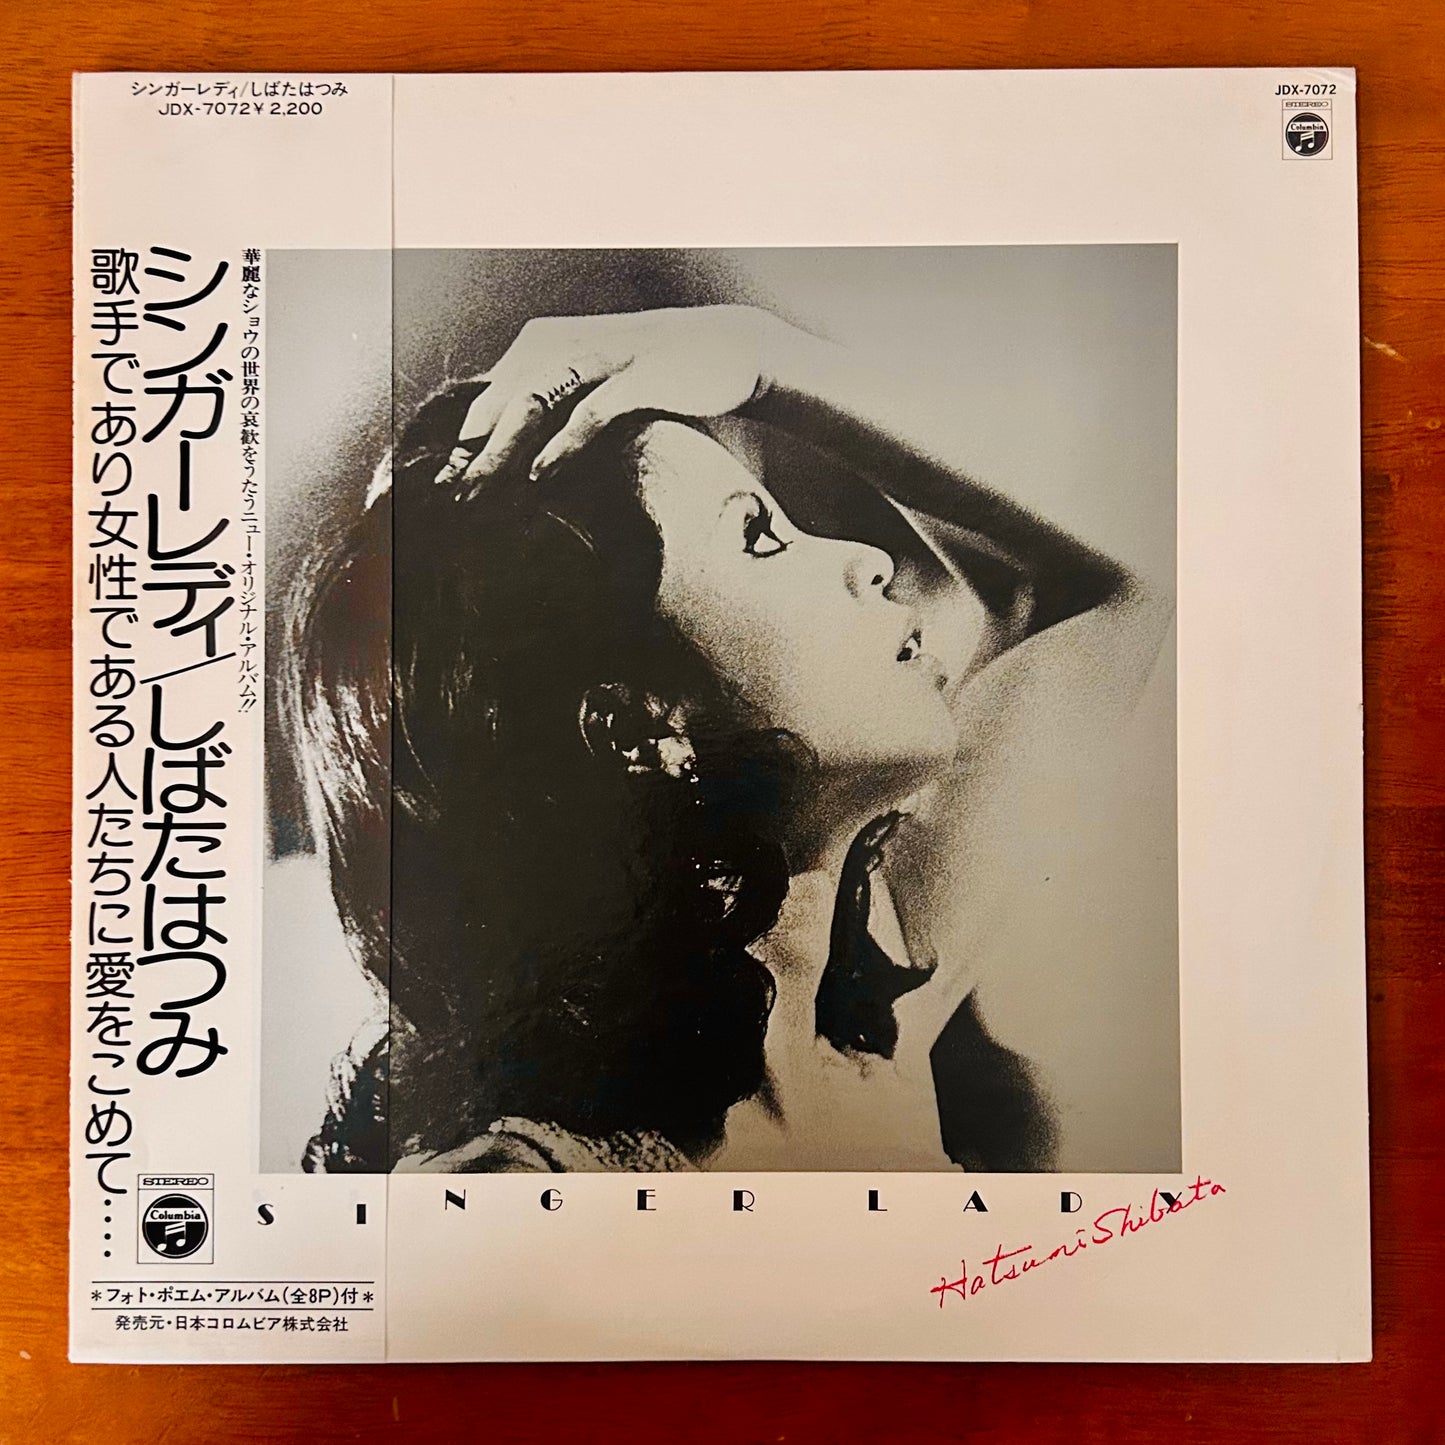 シンガーレディ/しばたはつみ
JDX-7072¥2,200
華麗なショウの世界の哀歓をうたうニュー・オリジナル・アルバム!!
シンガーレディ/しばたはつみ
歌手であり女性である人たちに愛をこめて‥‥
STEREO
Columbia
*フォト・ポエム・アルバム(全8P)付*
発売元・日本コロムビア株式会社
JDX-7072
STEREO
Columbia
SINGER LADY
Hatsumi Shibata